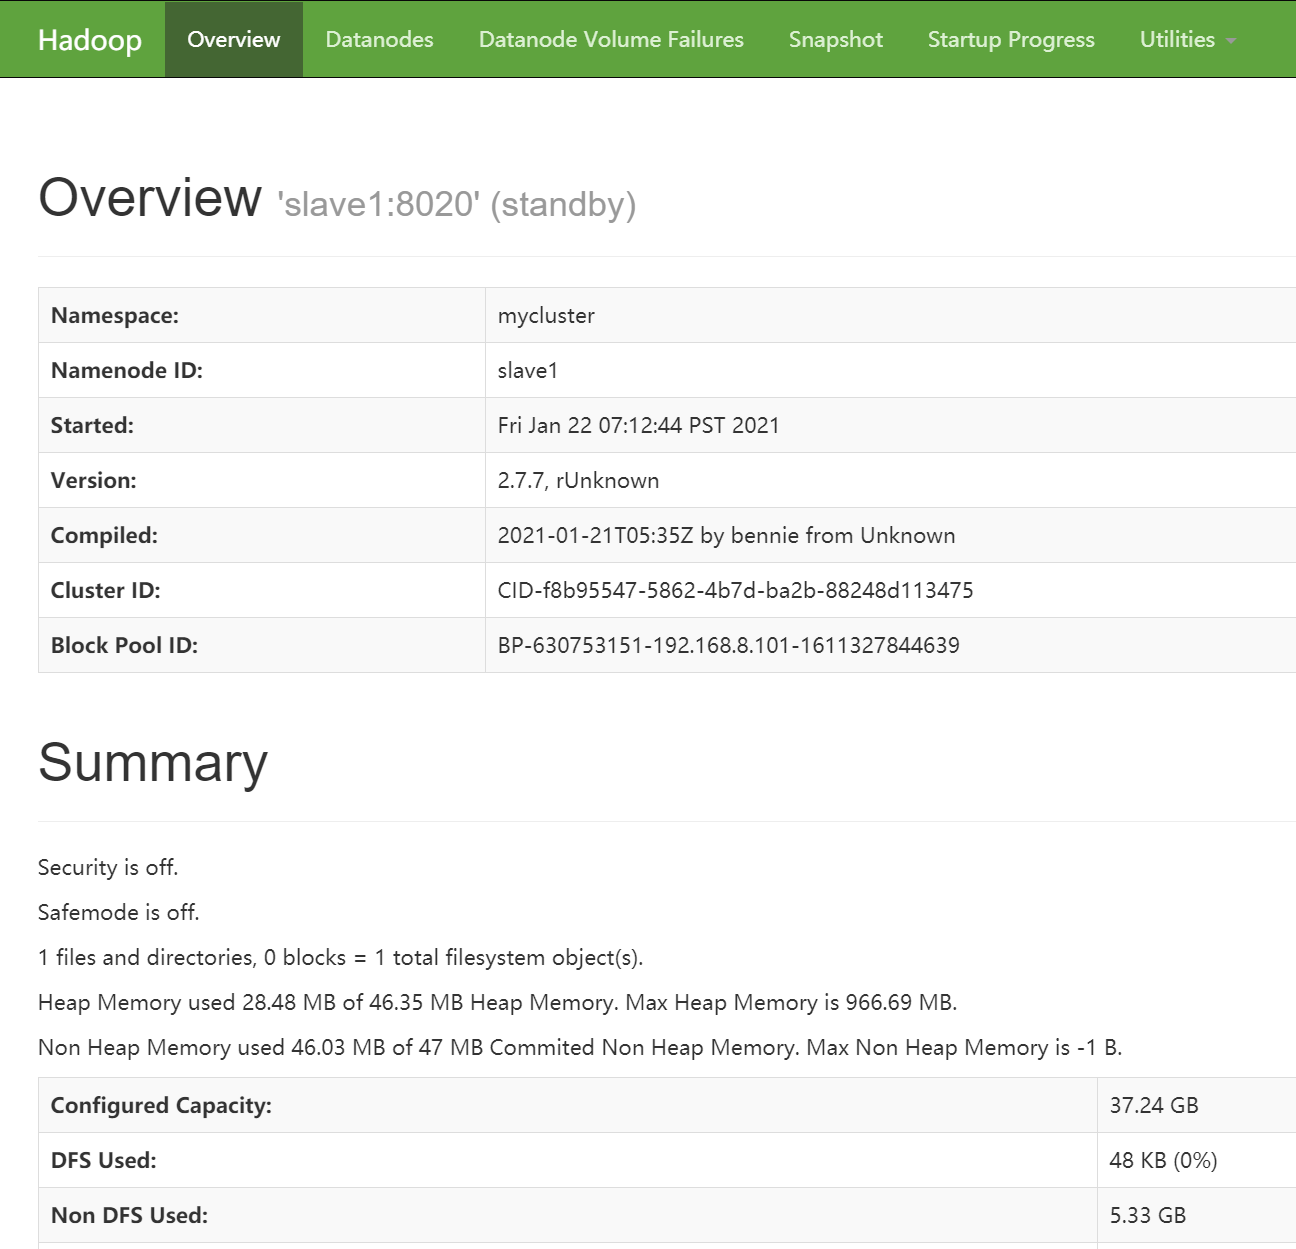 Hadoop Overview Datanodes Datanode Volume Failures Snapshot Startup Progress Utilities
Overview 'slave1:8020' (standby)
Namespace: mycluster
Namenode ID: slave1
Started: Fri Jan 22 07:12:44 PST 2021
Version: 2.7.7, rUnknown
Compiled: 2021-01-21T05:35Z by bennie from Unknown
Cluster ID: CID-f8b95547-5862-4b7d-ba2b-88248d113475
Block Pool ID: BP-630753151-192.168.8.101-1611327844639
Summary
Security is off.
Safemode is off.
1 files and directories, 0 blocks = 1 total filesystem object(s).
Heap Memory used 28.48 MB of 46.35 MB Heap Memory. Max Heap Memory is 966.69 MB.
Non Heap Memory used 46.03 MB of 47 MB Commited Non Heap Memory. Max Non Heap Memory is -1 B.
Configured Capacity: 37.24 GB
DFS Used: 48 KB (0%)
Non DFS Used: 5.33 GB